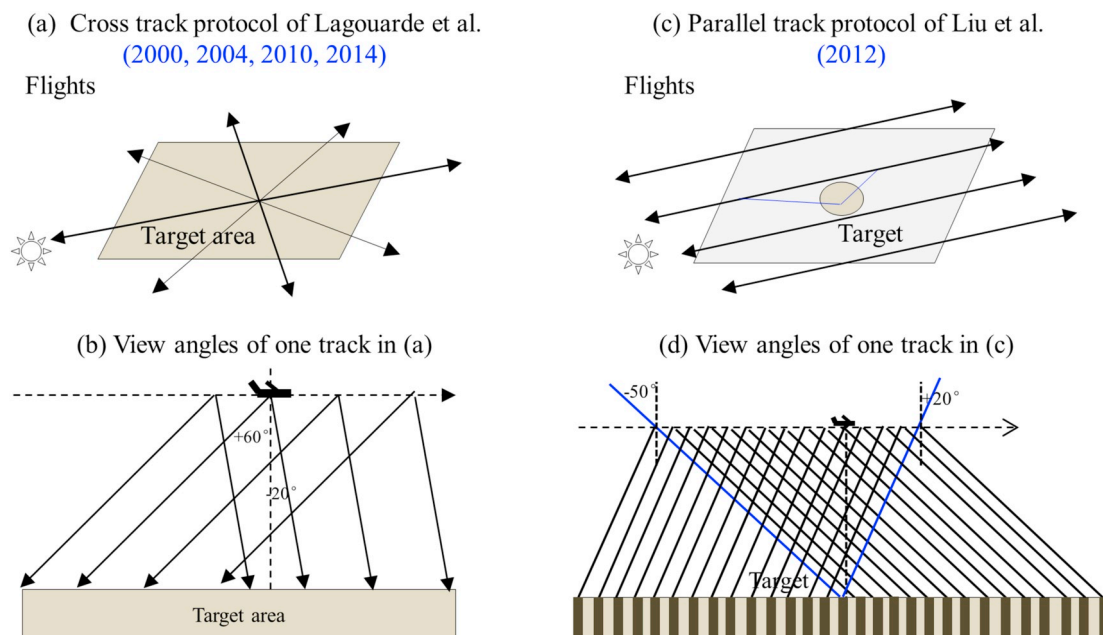 (a) Cross track protocol of Lagouarde et al.
(2000, 2004, 2010, 2014)
Flights
Target area
(c) Parallel track protocol of Liu et al.
(2012)
Flights
Target
(b) View angles of one track in (a)
+60°
-20°
Target area
(d) View angles of one track in (c)
-50°
+20°
Target